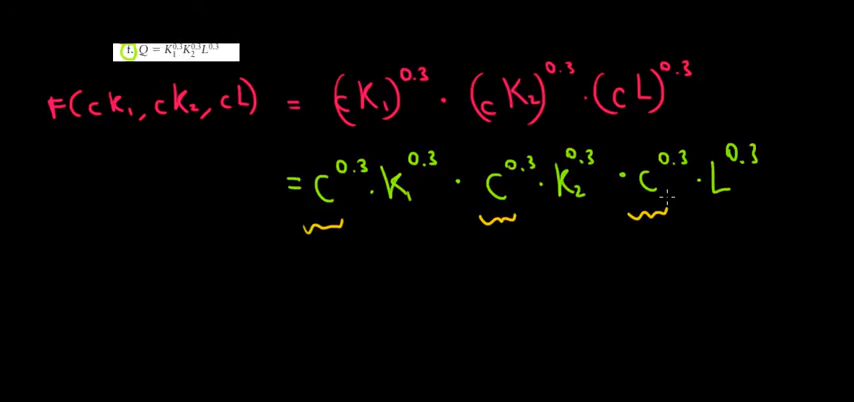 t. Q = K₁^0.3 K₂^0.3 L^0.3
F(cK₁, cK₂, cL) = (cK₁)^0.3 · (cK₂)^0.3 · (cL)^0.3
= c^0.3 · K₁^0.3 · c^0.3 · K₂^0.3 · c^0.3 · L^0.3